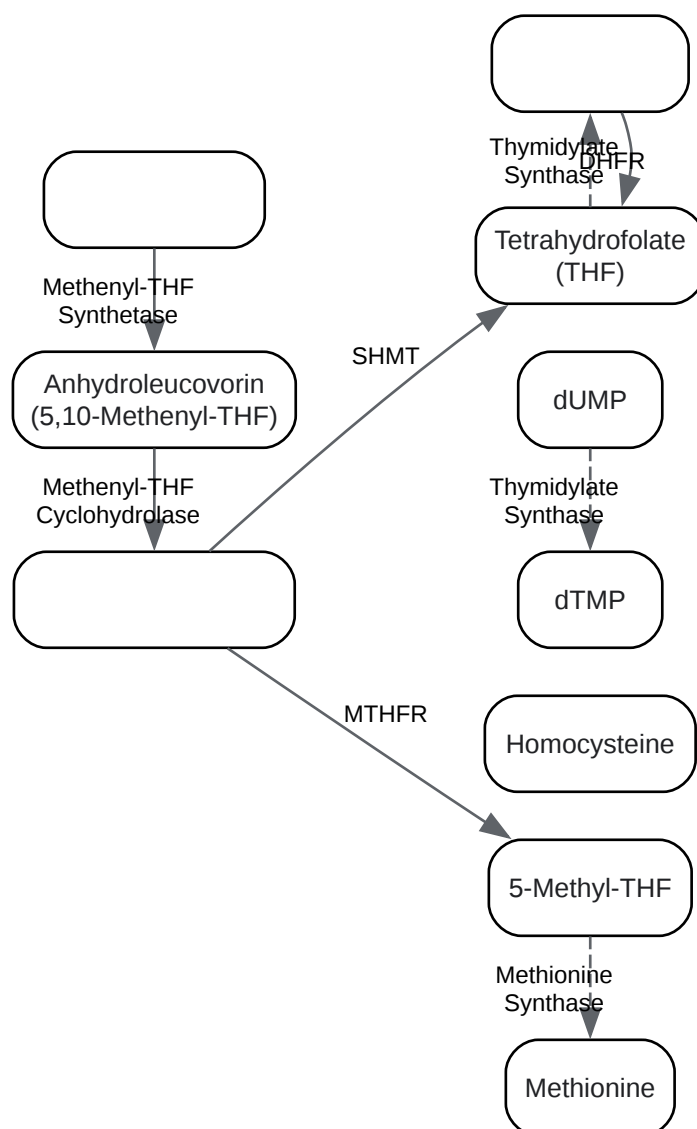 Thymidylate
Synthase
DHFR
Tetrahydrofolate
(THF)
Methenyl-THF
Synthetase
SHMT
Anhydroleucovorin
(5,10-Methenyl-THF)
dUMP
Methenyl-THF
Cyclohydrolase
Thymidylate
Synthase
dTMP
MTHFR
Homocysteine
5-Methyl-THF
Methionine
Synthase
Methionine